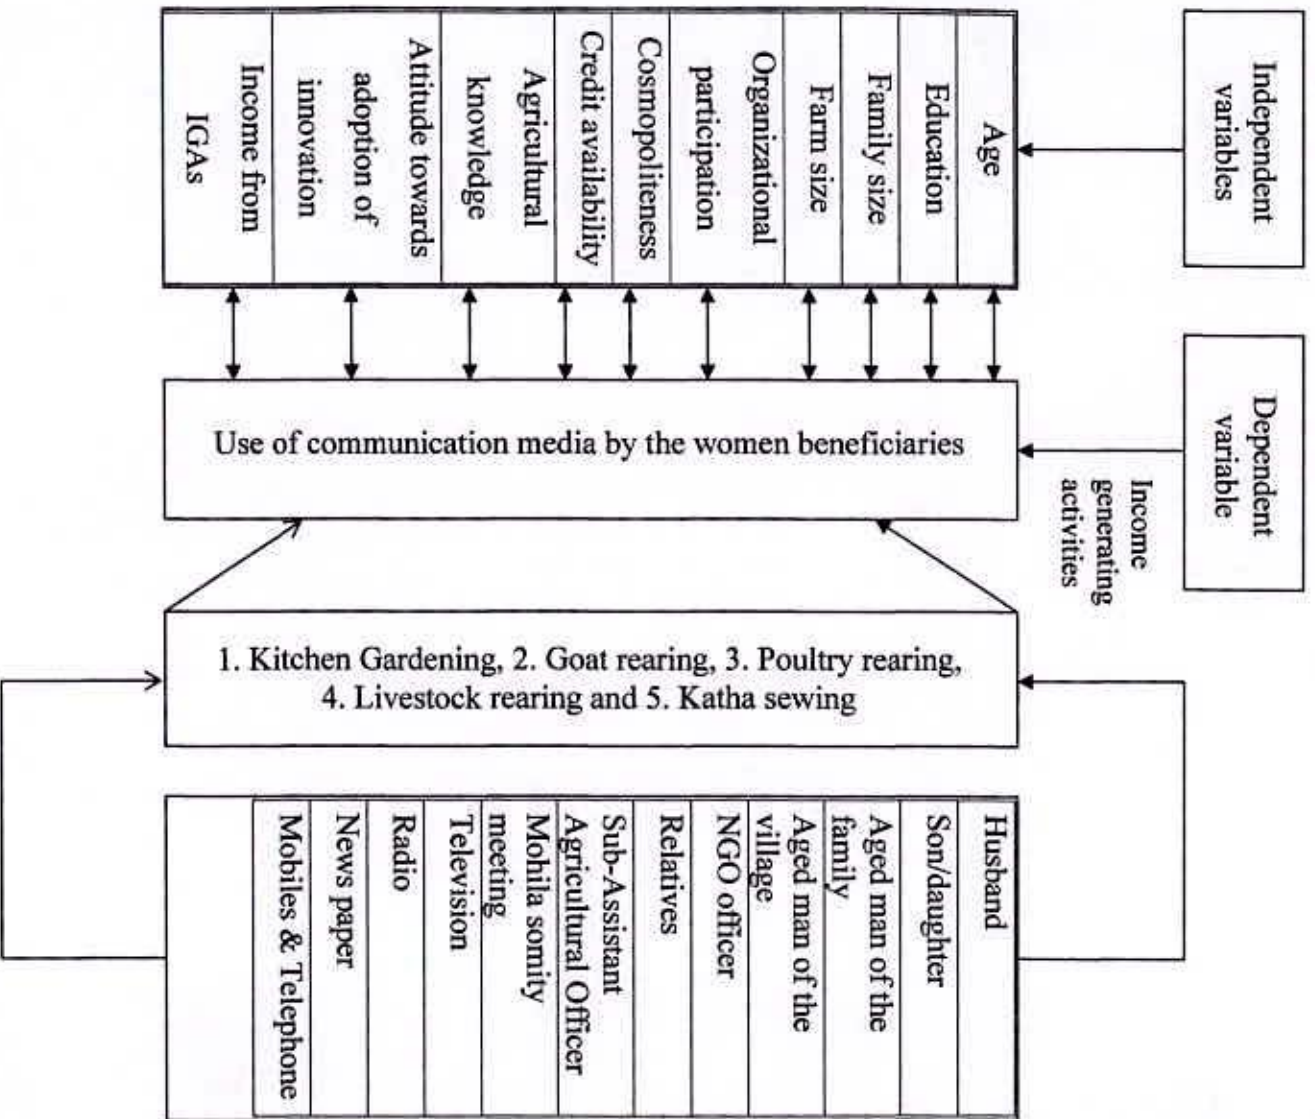 Independent
variables
Age
Education
Family size
Farm size
Organizational
participation
Cosmopoliteness
Credit availability
Agricultural
knowledge
Attitude towards
adoption of
innovation
Income from
IGAs
Dependent
variable
Use of communication media by the women beneficiaries
Income
generating
activities
1. Kitchen Gardening, 2. Goat rearing, 3. Poultry rearing,
4. Livestock rearing and 5. Katha sewing
Husband
Son/daughter
Aged man of the
family
Aged man of the
village
NGO officer
Relatives
Sub-Assistant
Agricultural Officer
Mohila somity
meeting
Television
Radio
News paper
Mobiles & Telephone